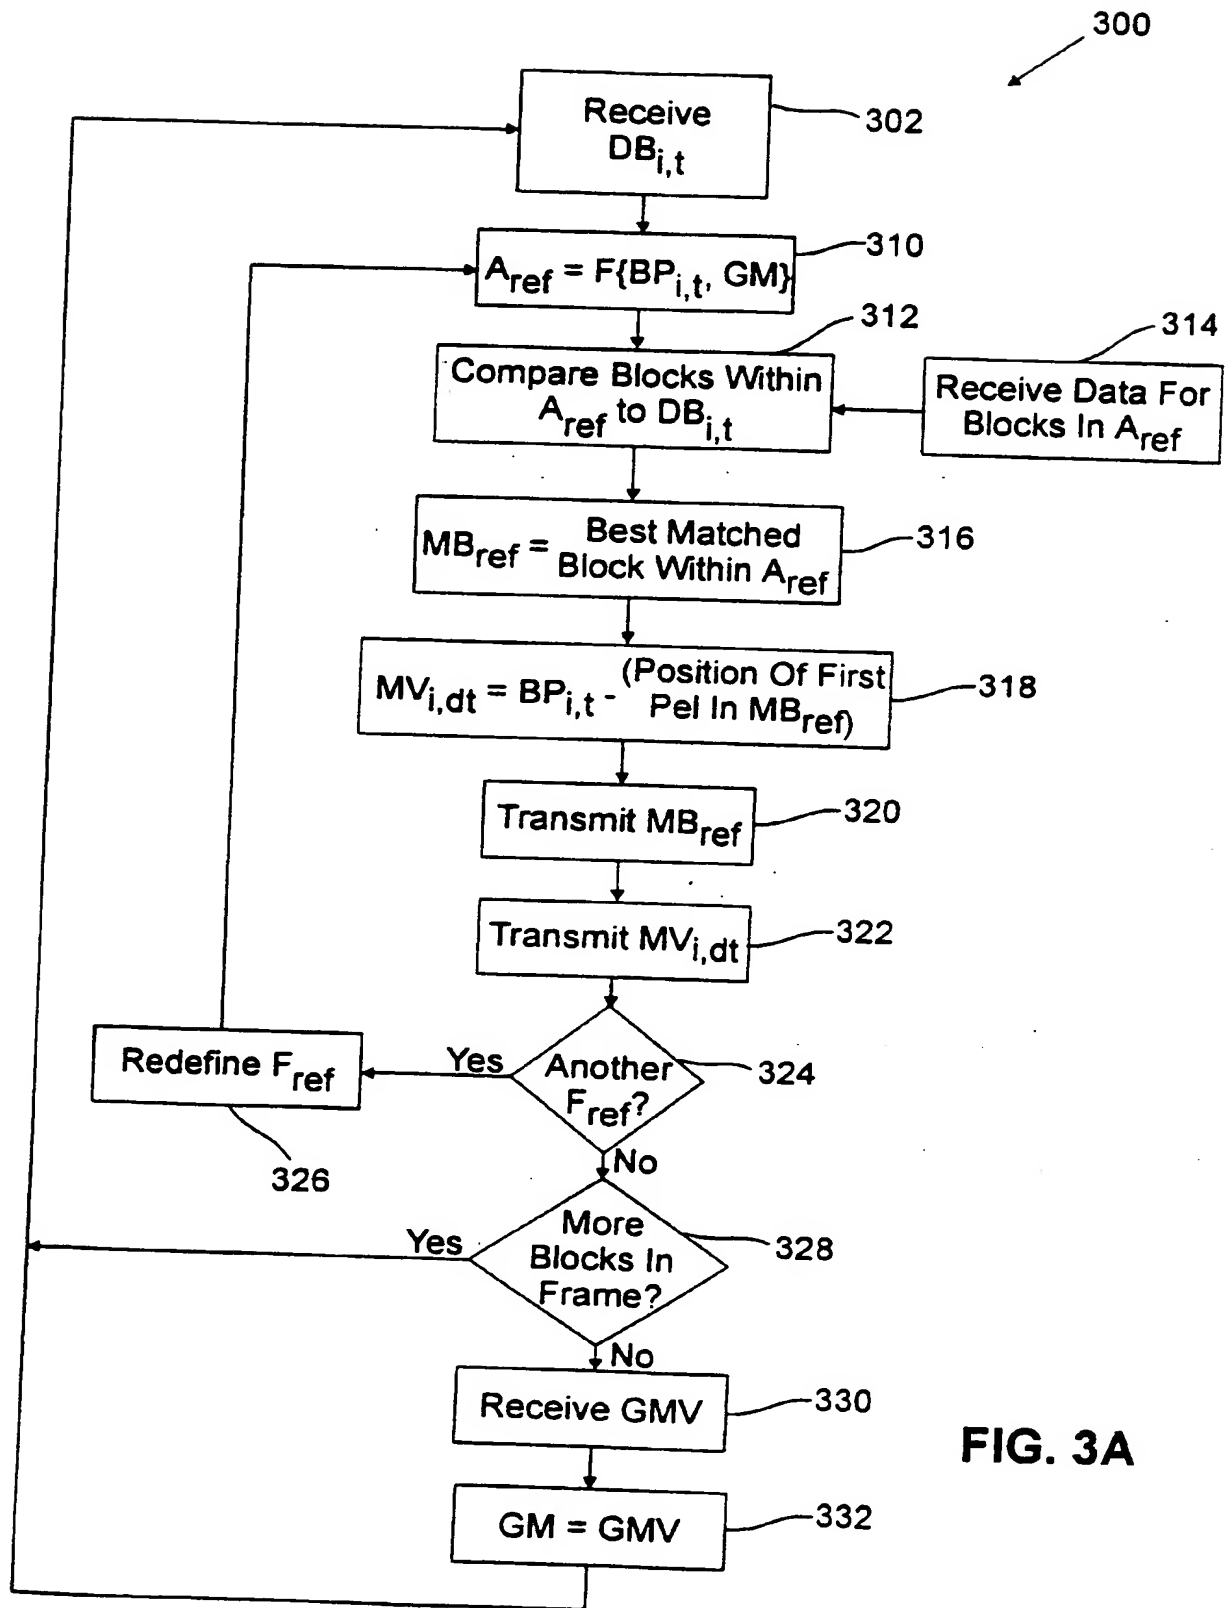 300
Receive
DBi,t
302
Aref = F{BPi,t, GM}
310
312
Compare Blocks Within
Aref to DBi,t
314
Receive Data For
Blocks In Aref
MBref = Best Matched
Block Within Aref
316
MVi,dt = BPi,t - (Position Of First
Pel In MBref)
318
Transmit MBref
320
Transmit MVi,dt
322
Another
Fref?
324
Yes
Redefine Fref
326
No
More
Blocks In
Frame?
328
Yes
No
Receive GMV
330
GM = GMV
332
FIG. 3A